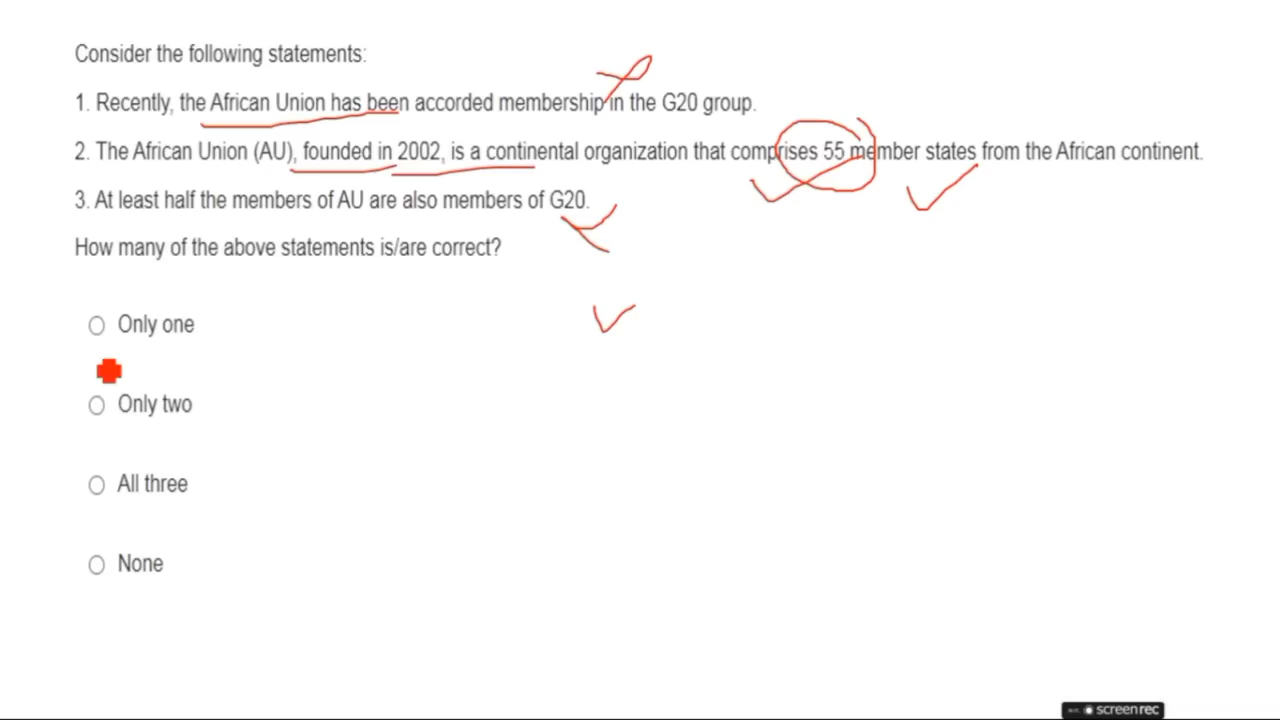 Consider the following statements:
1. Recently, the African Union has been accorded membership in the G20 group.
2. The African Union (AU), founded in 2002, is a continental organization that comprises 55 member states from the African continent.
3. At least half the members of AU are also members of G20.
How many of the above statements is/are correct?
Only one
Only two
All three
None
screenrec